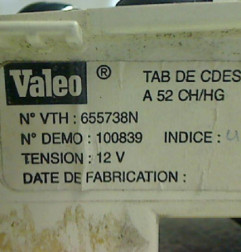 Valeo ® TAB DE CDES
A 52 CH/HG
N° VTH : 655738N
N° DEMO : 100839 INDICE :
TENSION : 12 V
DATE DE FABRICATION :